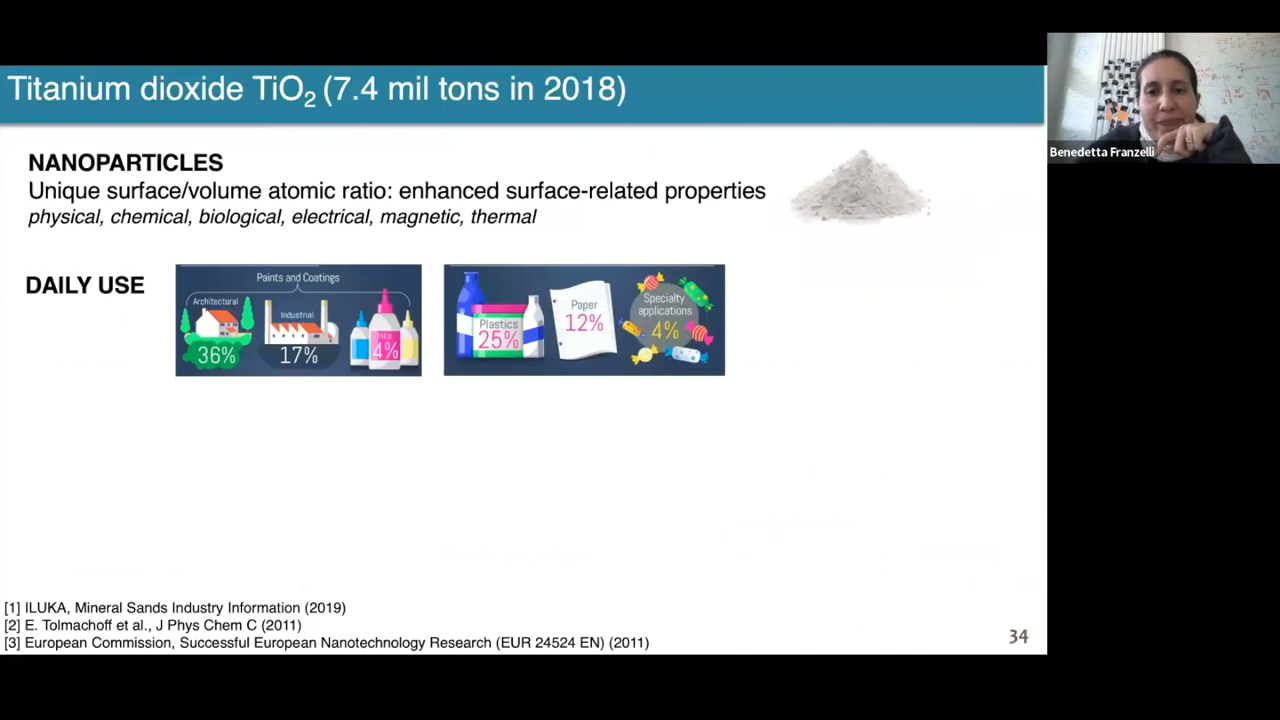 Titanium dioxide TiO2 (7.4 mil tons in 2018)
Benedetta Franzelli
NANOPARTICLES
Unique surface/volume atomic ratio: enhanced surface-related properties
physical, chemical, biological, electrical, magnetic, thermal
DAILY USE
Paints and Coatings
Architectural
36%
Industrial
17%
Inks
4%
Plastics
25%
Paper
12%
Specialty
applications
4%
[1] ILUKA, Mineral Sands Industry Information (2019)
[2] E. Tolmachoff et al., J Phys Chem C (2011)
[3] European Commission, Successful European Nanotechnology Research (EUR 24524 EN) (2011)
34